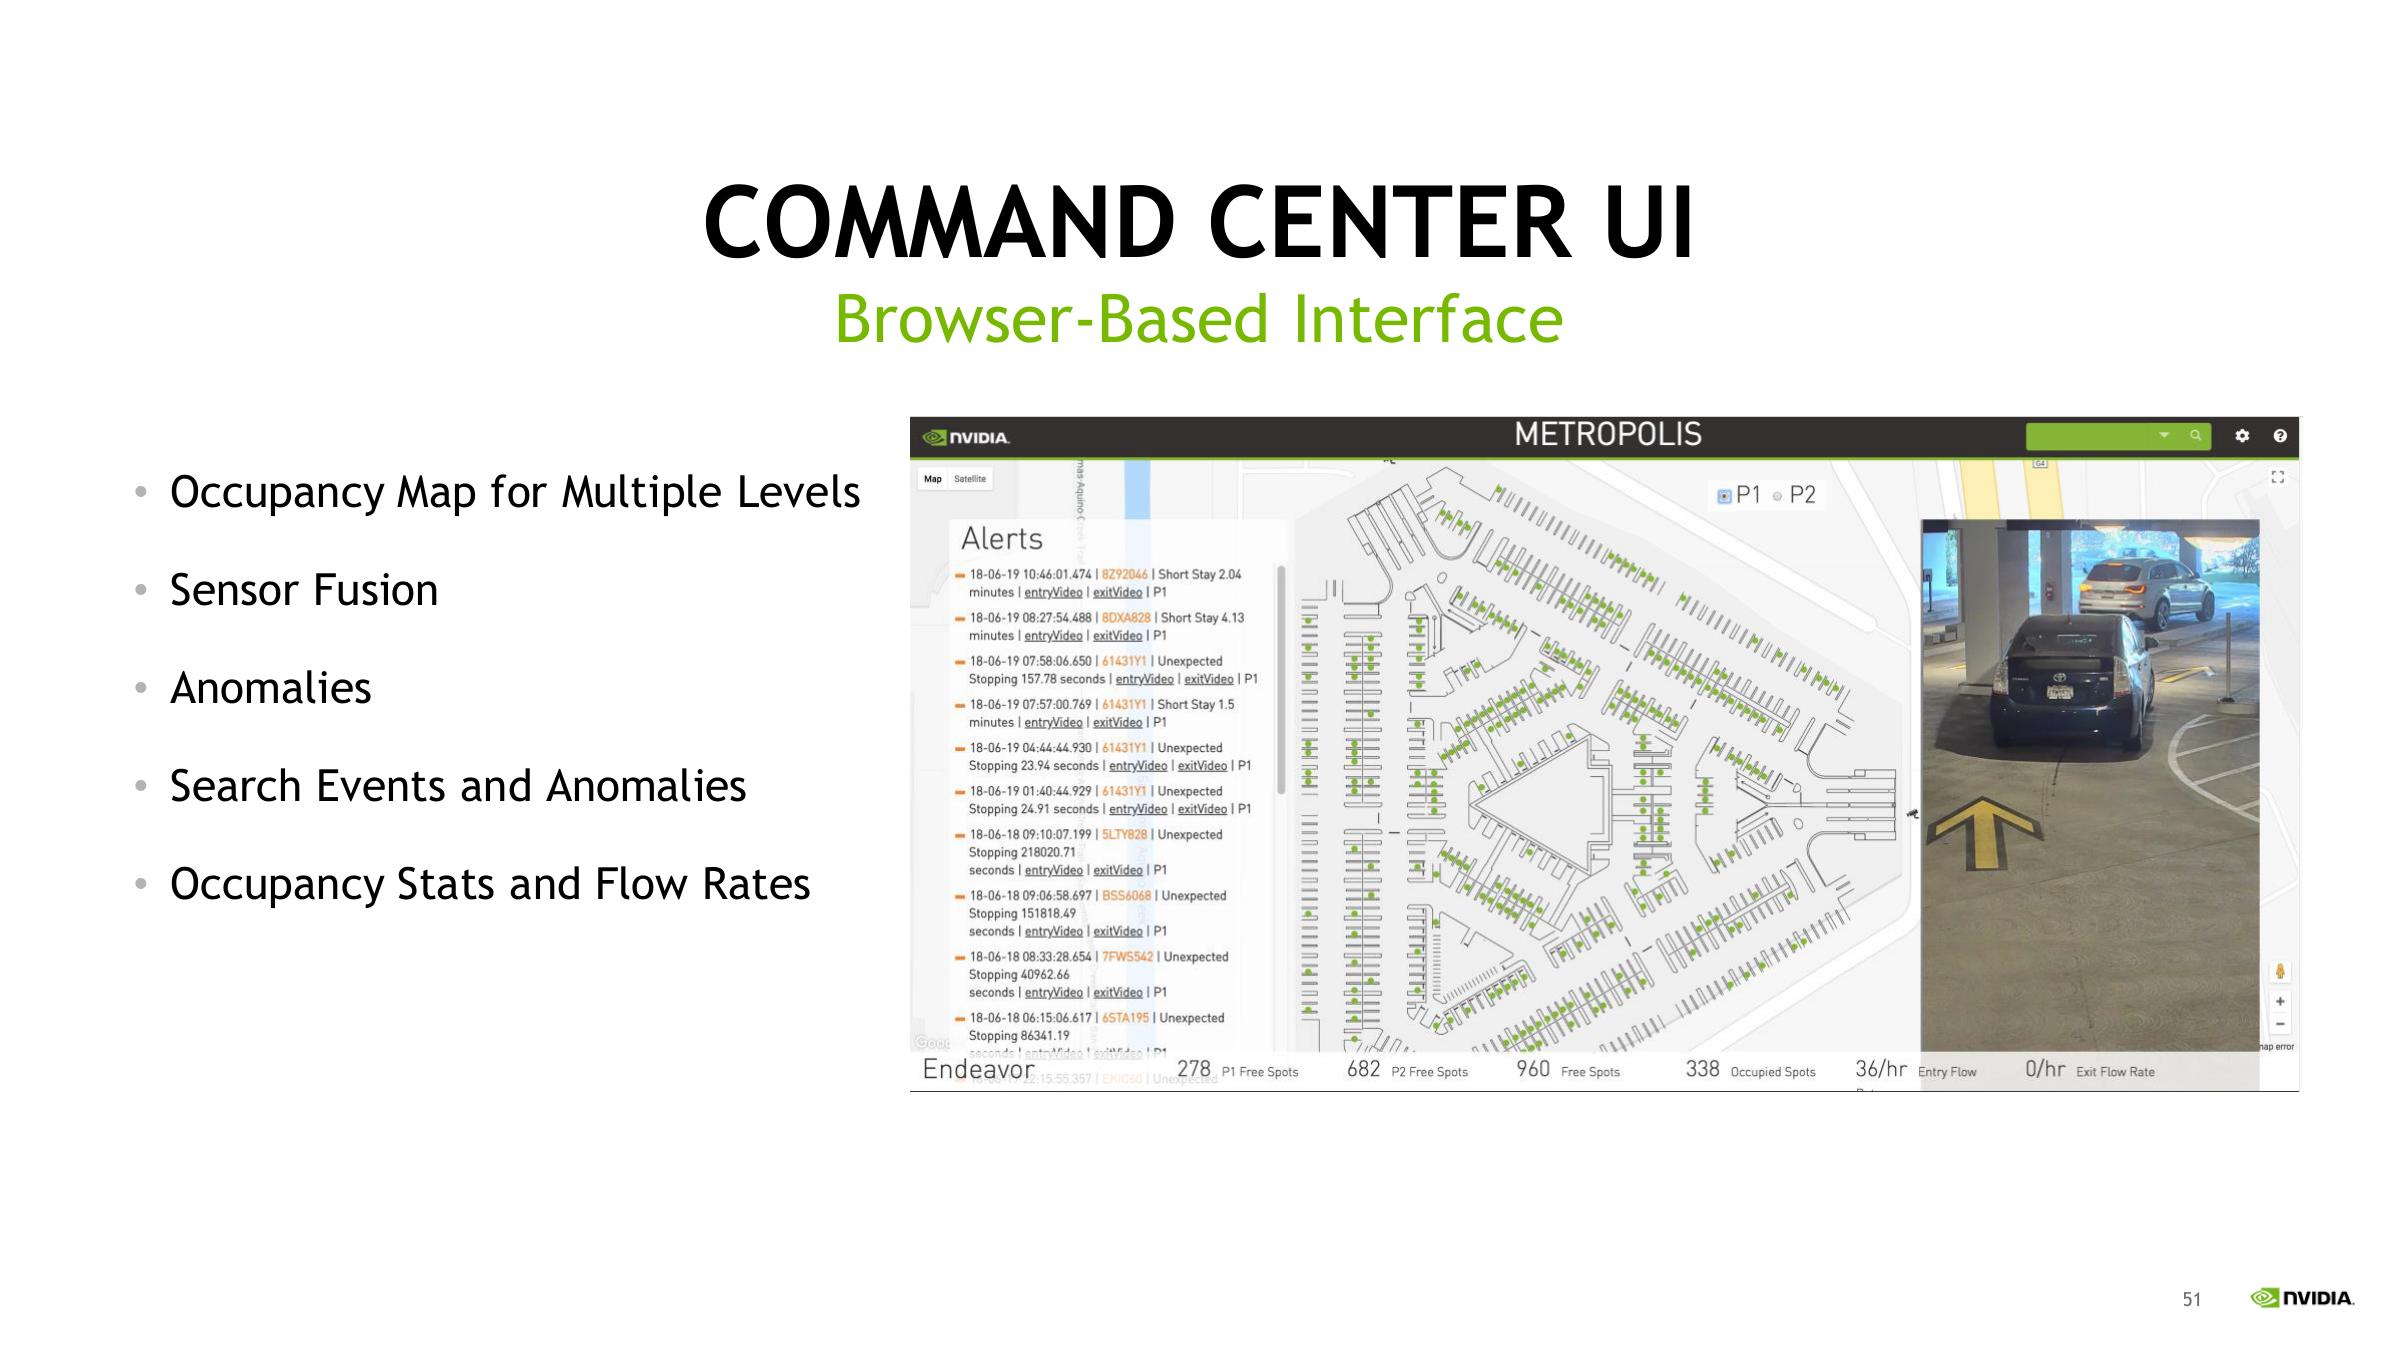 COMMAND CENTER UI
Browser-Based Interface
• Occupancy Map for Multiple Levels
• Sensor Fusion
• Anomalies
• Search Events and Anomalies
• Occupancy Stats and Flow Rates
NVIDIA.
METROPOLIS
Map Satellite
G4
P1 P2
Alerts
18-06-19 10:46:01.474 | 8Z92046 | Short Stay 2.04
minutes | entryVideo | exitVideo | P1
18-06-19 08:27:54.488 | 8DXA828 | Short Stay 4.13
minutes | entryVideo | exitVideo | P1
18-06-19 07:58:06.650 | 61431Y1 | Unexpected
Stopping 157.78 seconds | entryVideo | exitVideo | P1
18-06-19 07:57:00.769 | 61431Y1 | Short Stay 1.5
minutes | entryVideo | exitVideo | P1
18-06-19 04:44:44.930 | 61431Y1 | Unexpected
Stopping 23.94 seconds | entryVideo | exitVideo | P1
18-06-19 01:40:44.929 | 61431Y1 | Unexpected
Stopping 24.91 seconds | entryVideo | exitVideo | P1
18-06-18 09:10:07.199 | 5LTY828 | Unexpected
Stopping 218020.71
seconds | entryVideo | exitVideo | P1
18-06-18 09:06:58.697 | BSS6068 | Unexpected
Stopping 151818.49
seconds | entryVideo | exitVideo | P1
18-06-18 08:33:28.654 | 7FWS542 | Unexpected
Stopping 40962.66
seconds | entryVideo | exitVideo | P1
18-06-18 06:15:06.617 | 6STA195 | Unexpected
Stopping 86341.19
seconds | entryVideo | exitVideo | P1
map error
Endeavor 278 P1 Free Spots 682 P2 Free Spots 960 Free Spots 338 Occupied Spots 36/hr Entry Flow 0/hr Exit Flow Rate
51 NVIDIA.